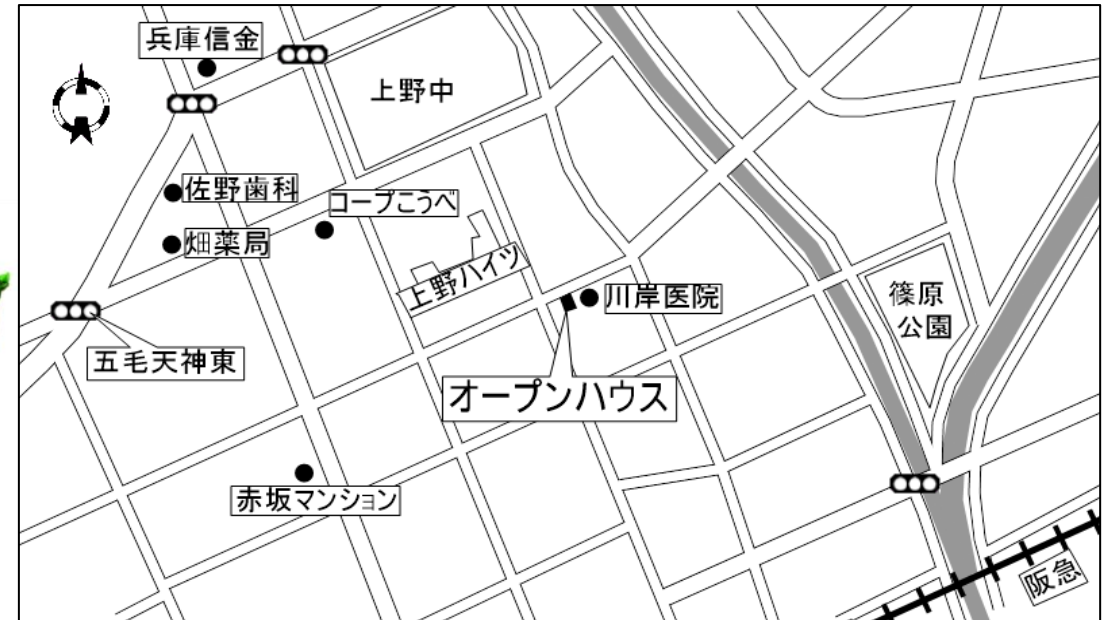 兵庫信金
上野中
佐野歯科
コープこうべ
畑薬局
上野ハイツ
川岸医院
篠原
公園
五毛天神東
オープンハウス
赤坂マンション
阪急